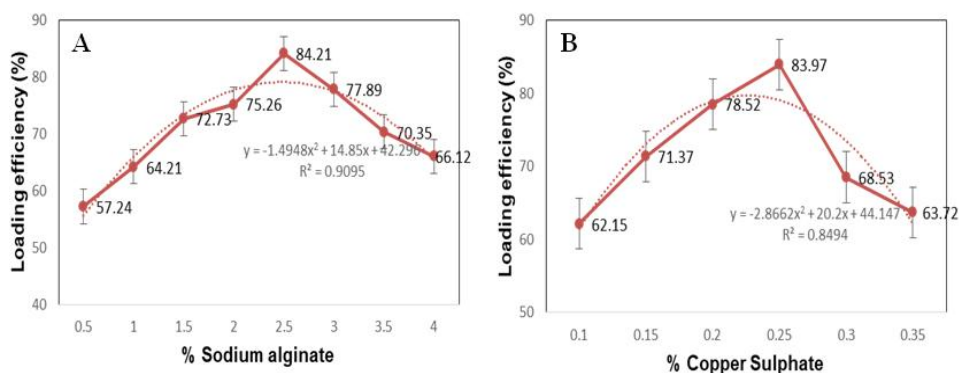 A
Loading efficiency (%)
90
80
70
60
50
40
57.24
64.21
72.73
75.26
84.21
77.89
70.35
66.12
y = -1.4948x² + 14.85x + 42.296
R² = 0.9095
0.5 1 1.5 2 2.5 3 3.5 4
% Sodium alginate
B
Loading efficiency (%)
90
80
70
60
50
62.15
71.37
78.52
83.97
68.53
63.72
y = -2.8662x² + 20.2x + 44.147
R² = 0.8494
0.1 0.15 0.2 0.25 0.3 0.35
% Copper Sulphate